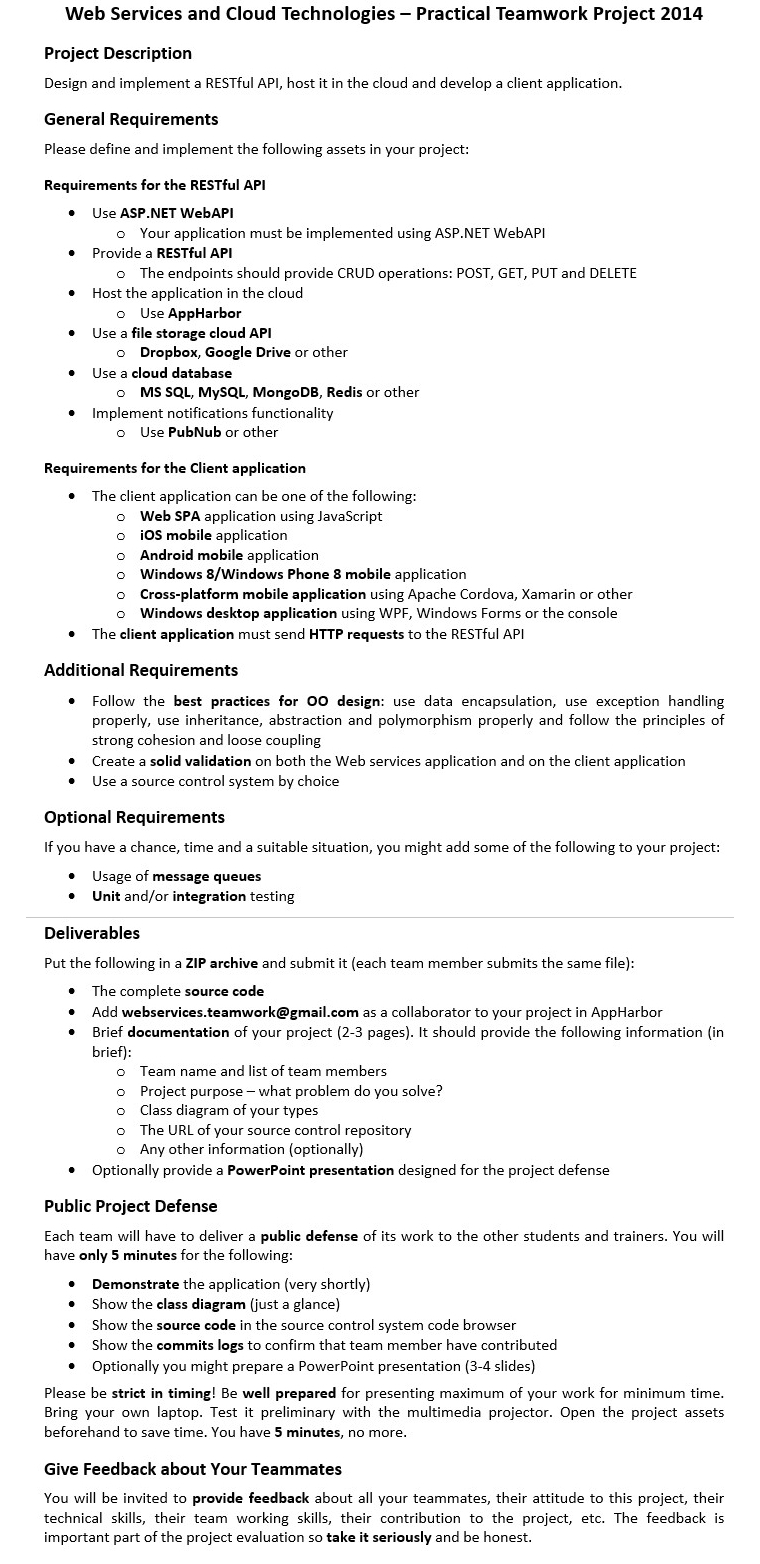 Web Services and Cloud Technologies – Practical Teamwork Project 2014
Project Description
Design and implement a RESTful API, host it in the cloud and develop a client application.
General Requirements
Please define and implement the following assets in your project:
Requirements for the RESTful API
• Use ASP.NET WebAPI
o Your application must be implemented using ASP.NET WebAPI
• Provide a RESTful API
o The endpoints should provide CRUD operations: POST, GET, PUT and DELETE
• Host the application in the cloud
o Use AppHarbor
• Use a file storage cloud API
o Dropbox, Google Drive or other
• Use a cloud database
o MS SQL, MySQL, MongoDB, Redis or other
• Implement notifications functionality
o Use PubNub or other
Requirements for the Client application
• The client application can be one of the following:
o Web SPA application using JavaScript
o iOS mobile application
o Android mobile application
o Windows 8/Windows Phone 8 mobile application
o Cross-platform mobile application using Apache Cordova, Xamarin or other
o Windows desktop application using WPF, Windows Forms or the console
• The client application must send HTTP requests to the RESTful API
Additional Requirements
• Follow the best practices for OO design: use data encapsulation, use exception handling
properly, use inheritance, abstraction and polymorphism properly and follow the principles of
strong cohesion and loose coupling
• Create a solid validation on both the Web services application and on the client application
• Use a source control system by choice
Optional Requirements
If you have a chance, time and a suitable situation, you might add some of the following to your project:
• Usage of message queues
• Unit and/or integration testing
Deliverables
Put the following in a ZIP archive and submit it (each team member submits the same file):
• The complete source code
• Add webservices.teamwork@gmail.com as a collaborator to your project in AppHarbor
• Brief documentation of your project (2-3 pages). It should provide the following information (in
brief):
o Team name and list of team members
o Project purpose – what problem do you solve?
o Class diagram of your types
o The URL of your source control repository
o Any other information (optionally)
• Optionally provide a PowerPoint presentation designed for the project defense
Public Project Defense
Each team will have to deliver a public defense of its work to the other students and trainers. You will
have only 5 minutes for the following:
• Demonstrate the application (very shortly)
• Show the class diagram (just a glance)
• Show the source code in the source control system code browser
• Show the commits logs to confirm that team member have contributed
• Optionally you might prepare a PowerPoint presentation (3-4 slides)
Please be strict in timing! Be well prepared for presenting maximum of your work for minimum time.
Bring your own laptop. Test it preliminary with the multimedia projector. Open the project assets
beforehand to save time. You have 5 minutes, no more.
Give Feedback about Your Teammates
You will be invited to provide feedback about all your teammates, their attitude to this project, their
technical skills, their team working skills, their contribution to the project, etc. The feedback is
important part of the project evaluation so take it seriously and be honest.